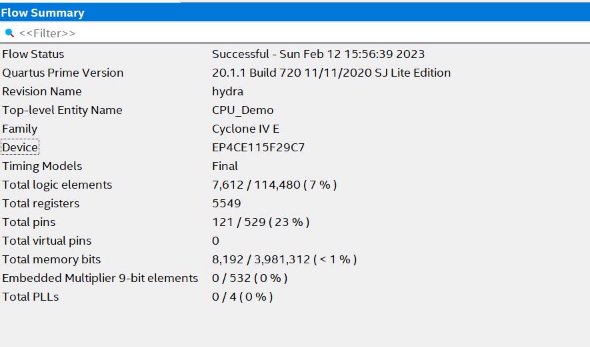 Flow Summary
<<Filter>>
Flow Status Successful - Sun Feb 12 15:56:39 2023
Quartus Prime Version 20.1.1 Build 720 11/11/2020 SJ Lite Edition
Revision Name hydra
Top-level Entity Name CPU_Demo
Family Cyclone IV E
Device EP4CE115F29C7
Timing Models Final
Total logic elements 7,612 / 114,480 ( 7 % )
Total registers 5549
Total pins 121 / 529 ( 23 % )
Total virtual pins 0
Total memory bits 8,192 / 3,981,312 ( < 1 % )
Embedded Multiplier 9-bit elements 0 / 532 ( 0 % )
Total PLLs 0 / 4 ( 0 % )